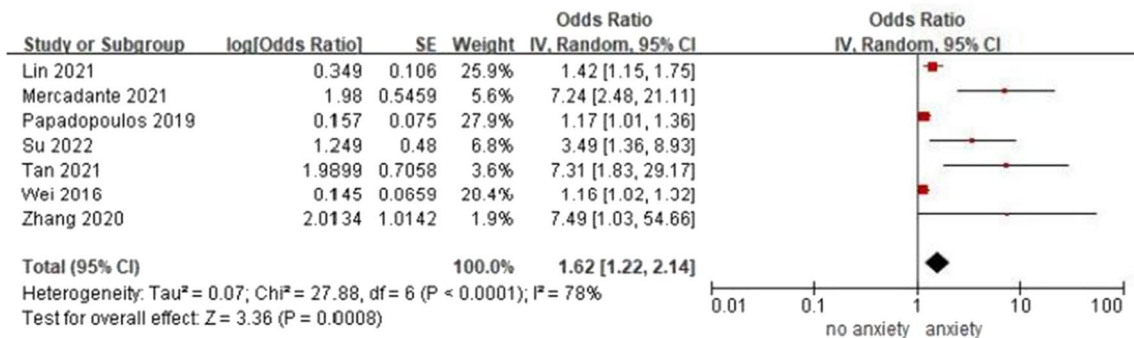 Odds Ratio Odds Ratio
Study or Subgroup log[Odds Ratio] SE Weight IV, Random, 95% CI IV, Random, 95% CI
Lin 2021 0.349 0.106 25.9% 1.42 [1.15, 1.75]
Mercadante 2021 1.98 0.5459 5.6% 7.24 [2.48, 21.11]
Papadopoulos 2019 0.157 0.075 27.9% 1.17 [1.01, 1.36]
Su 2022 1.249 0.48 6.8% 3.49 [1.36, 8.93]
Tan 2021 1.9899 0.7058 3.6% 7.31 [1.83, 29.17]
Wei 2016 0.145 0.0659 20.4% 1.16 [1.02, 1.32]
Zhang 2020 2.0134 1.0142 1.9% 7.49 [1.03, 54.66]
Total (95% CI) 100.0% 1.62 [1.22, 2.14]
Heterogeneity: Tau² = 0.07; Chi² = 27.88, df = 6 (P < 0.0001); I² = 78%
Test for overall effect: Z = 3.36 (P = 0.0008)
0.01 0.1 1 10 100
no anxiety anxiety